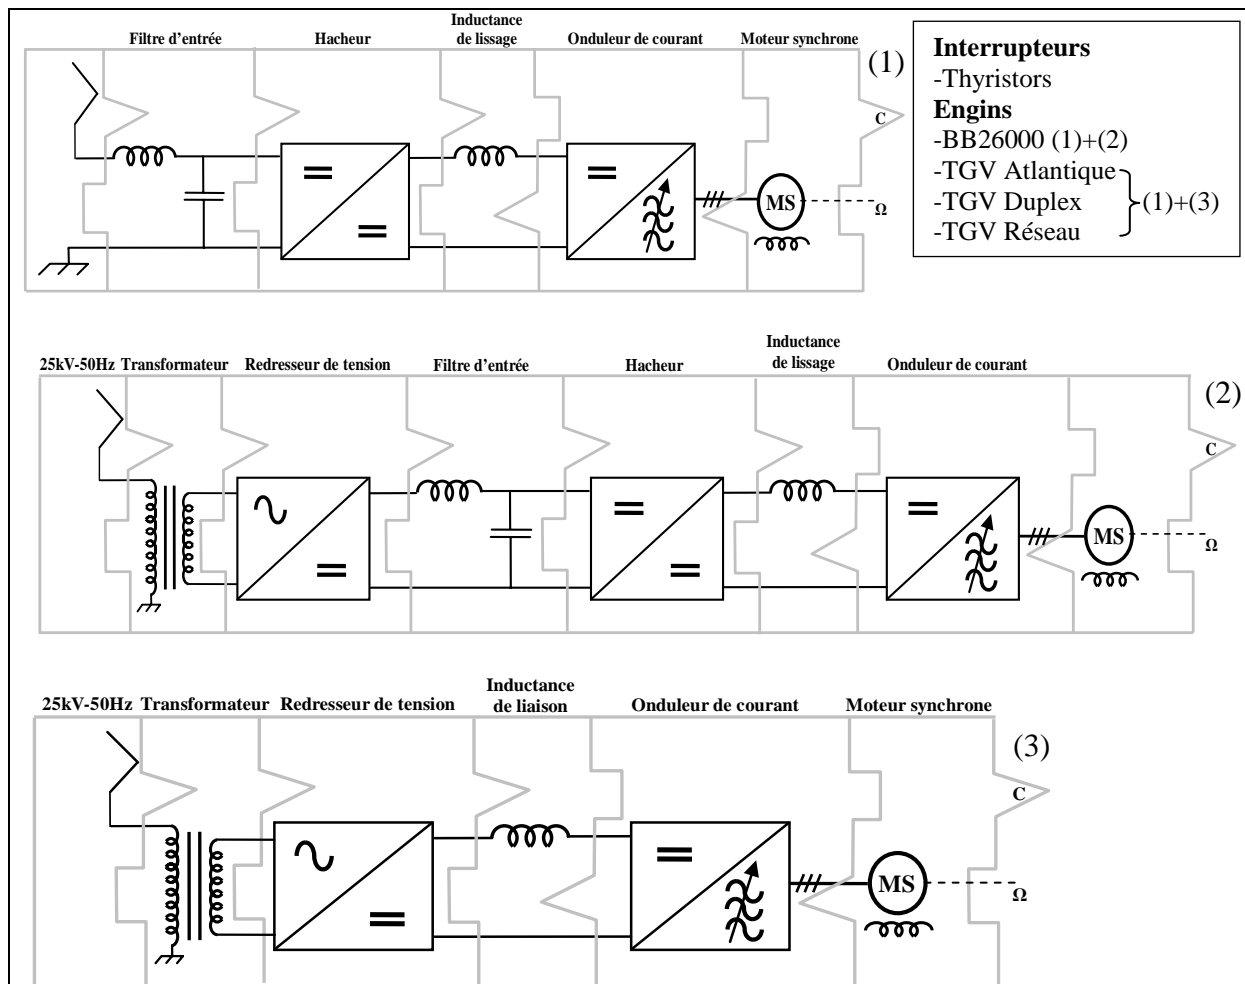 Filtre d'entrée Hacheur Inductance de lissage Onduleur de courant Moteur synchrone (1)
C
MS
Ω
Interrupteurs
-Thyristors
Engins
-BB26000 (1)+(2)
-TGV Atlantique
-TGV Duplex
-TGV Réseau
(1)+(3)
25kV-50Hz Transformateur Redresseur de tension Filtre d'entrée Hacheur Inductance de lissage Onduleur de courant (2)
C
MS
Ω
25kV-50Hz Transformateur Redresseur de tension Inductance de liaison Onduleur de courant Moteur synchrone (3)
C
MS
Ω